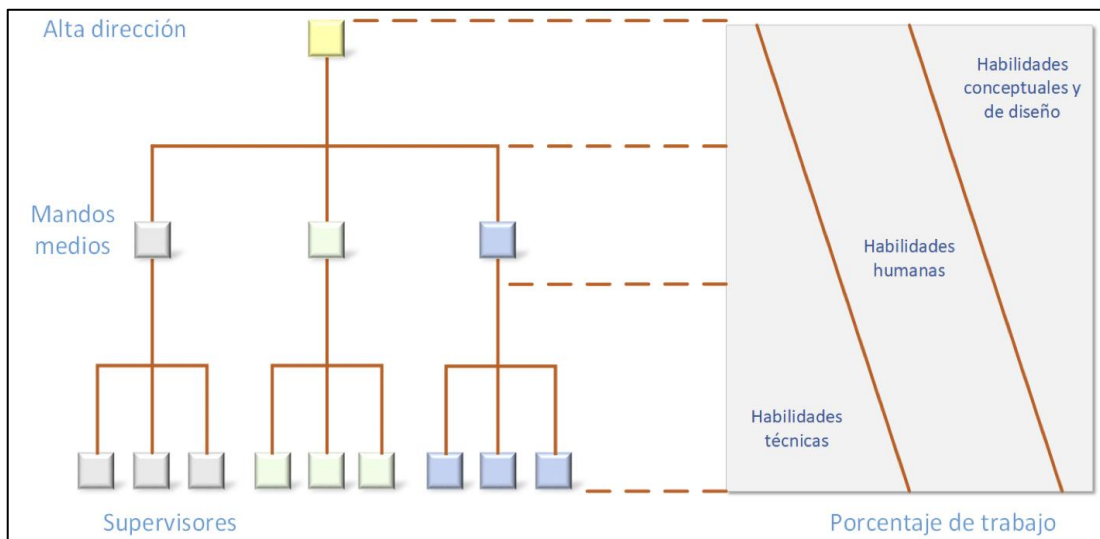 Alta dirección
Mandos
medios
Supervisores
Habilidades
conceptuales y
de diseño
Habilidades
humanas
Habilidades
técnicas
Porcentaje de trabajo